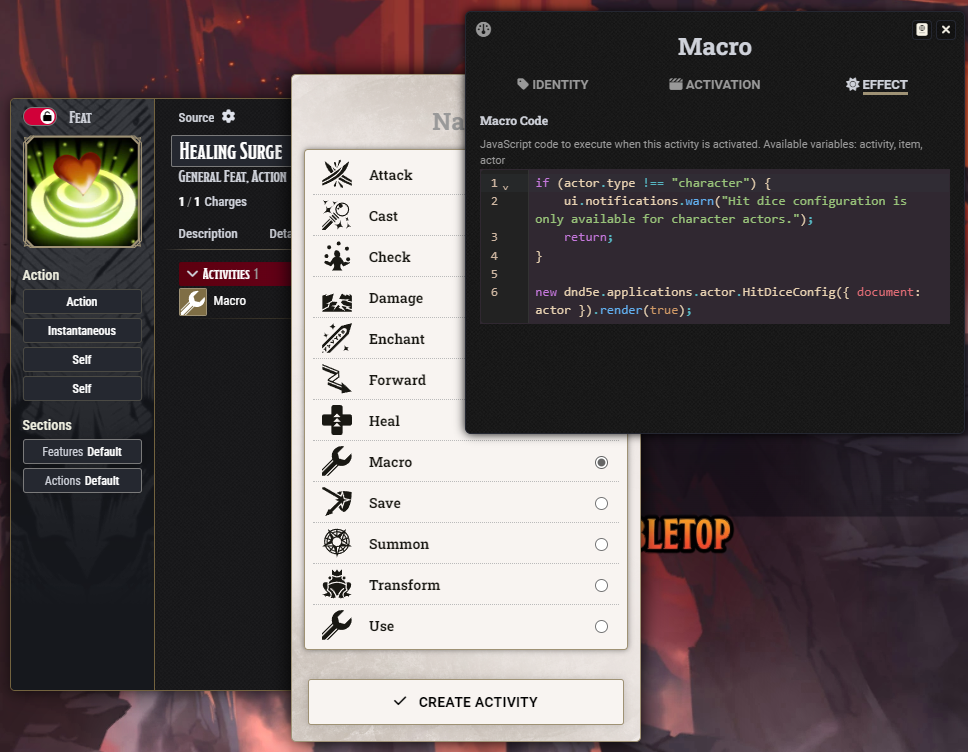 FEAT
Source
HEALING SURGE
GENERAL FEAT, ACTION
1 / 1 Charges
Description
ACTIVITIES 1
Macro
Action
Action
Instantaneous
Self
Self
Sections
Features Default
Actions Default
Attack
Cast
Check
Damage
Enchant
Forward
Heal
Macro
Save
Summon
Transform
Use
CREATE ACTIVITY
Macro
IDENTITY
ACTIVATION
EFFECT
Macro Code
JavaScript code to execute when this activity is activated. Available variables: activity, item,
actor
1 if (actor.type !== "character") {
2 ui.notifications.warn("Hit dice configuration is
only available for character actors.");
3 return;
4 }
5
6 new dnd5e.applications.actor.HitDiceConfig({ document:
actor }).render(true);